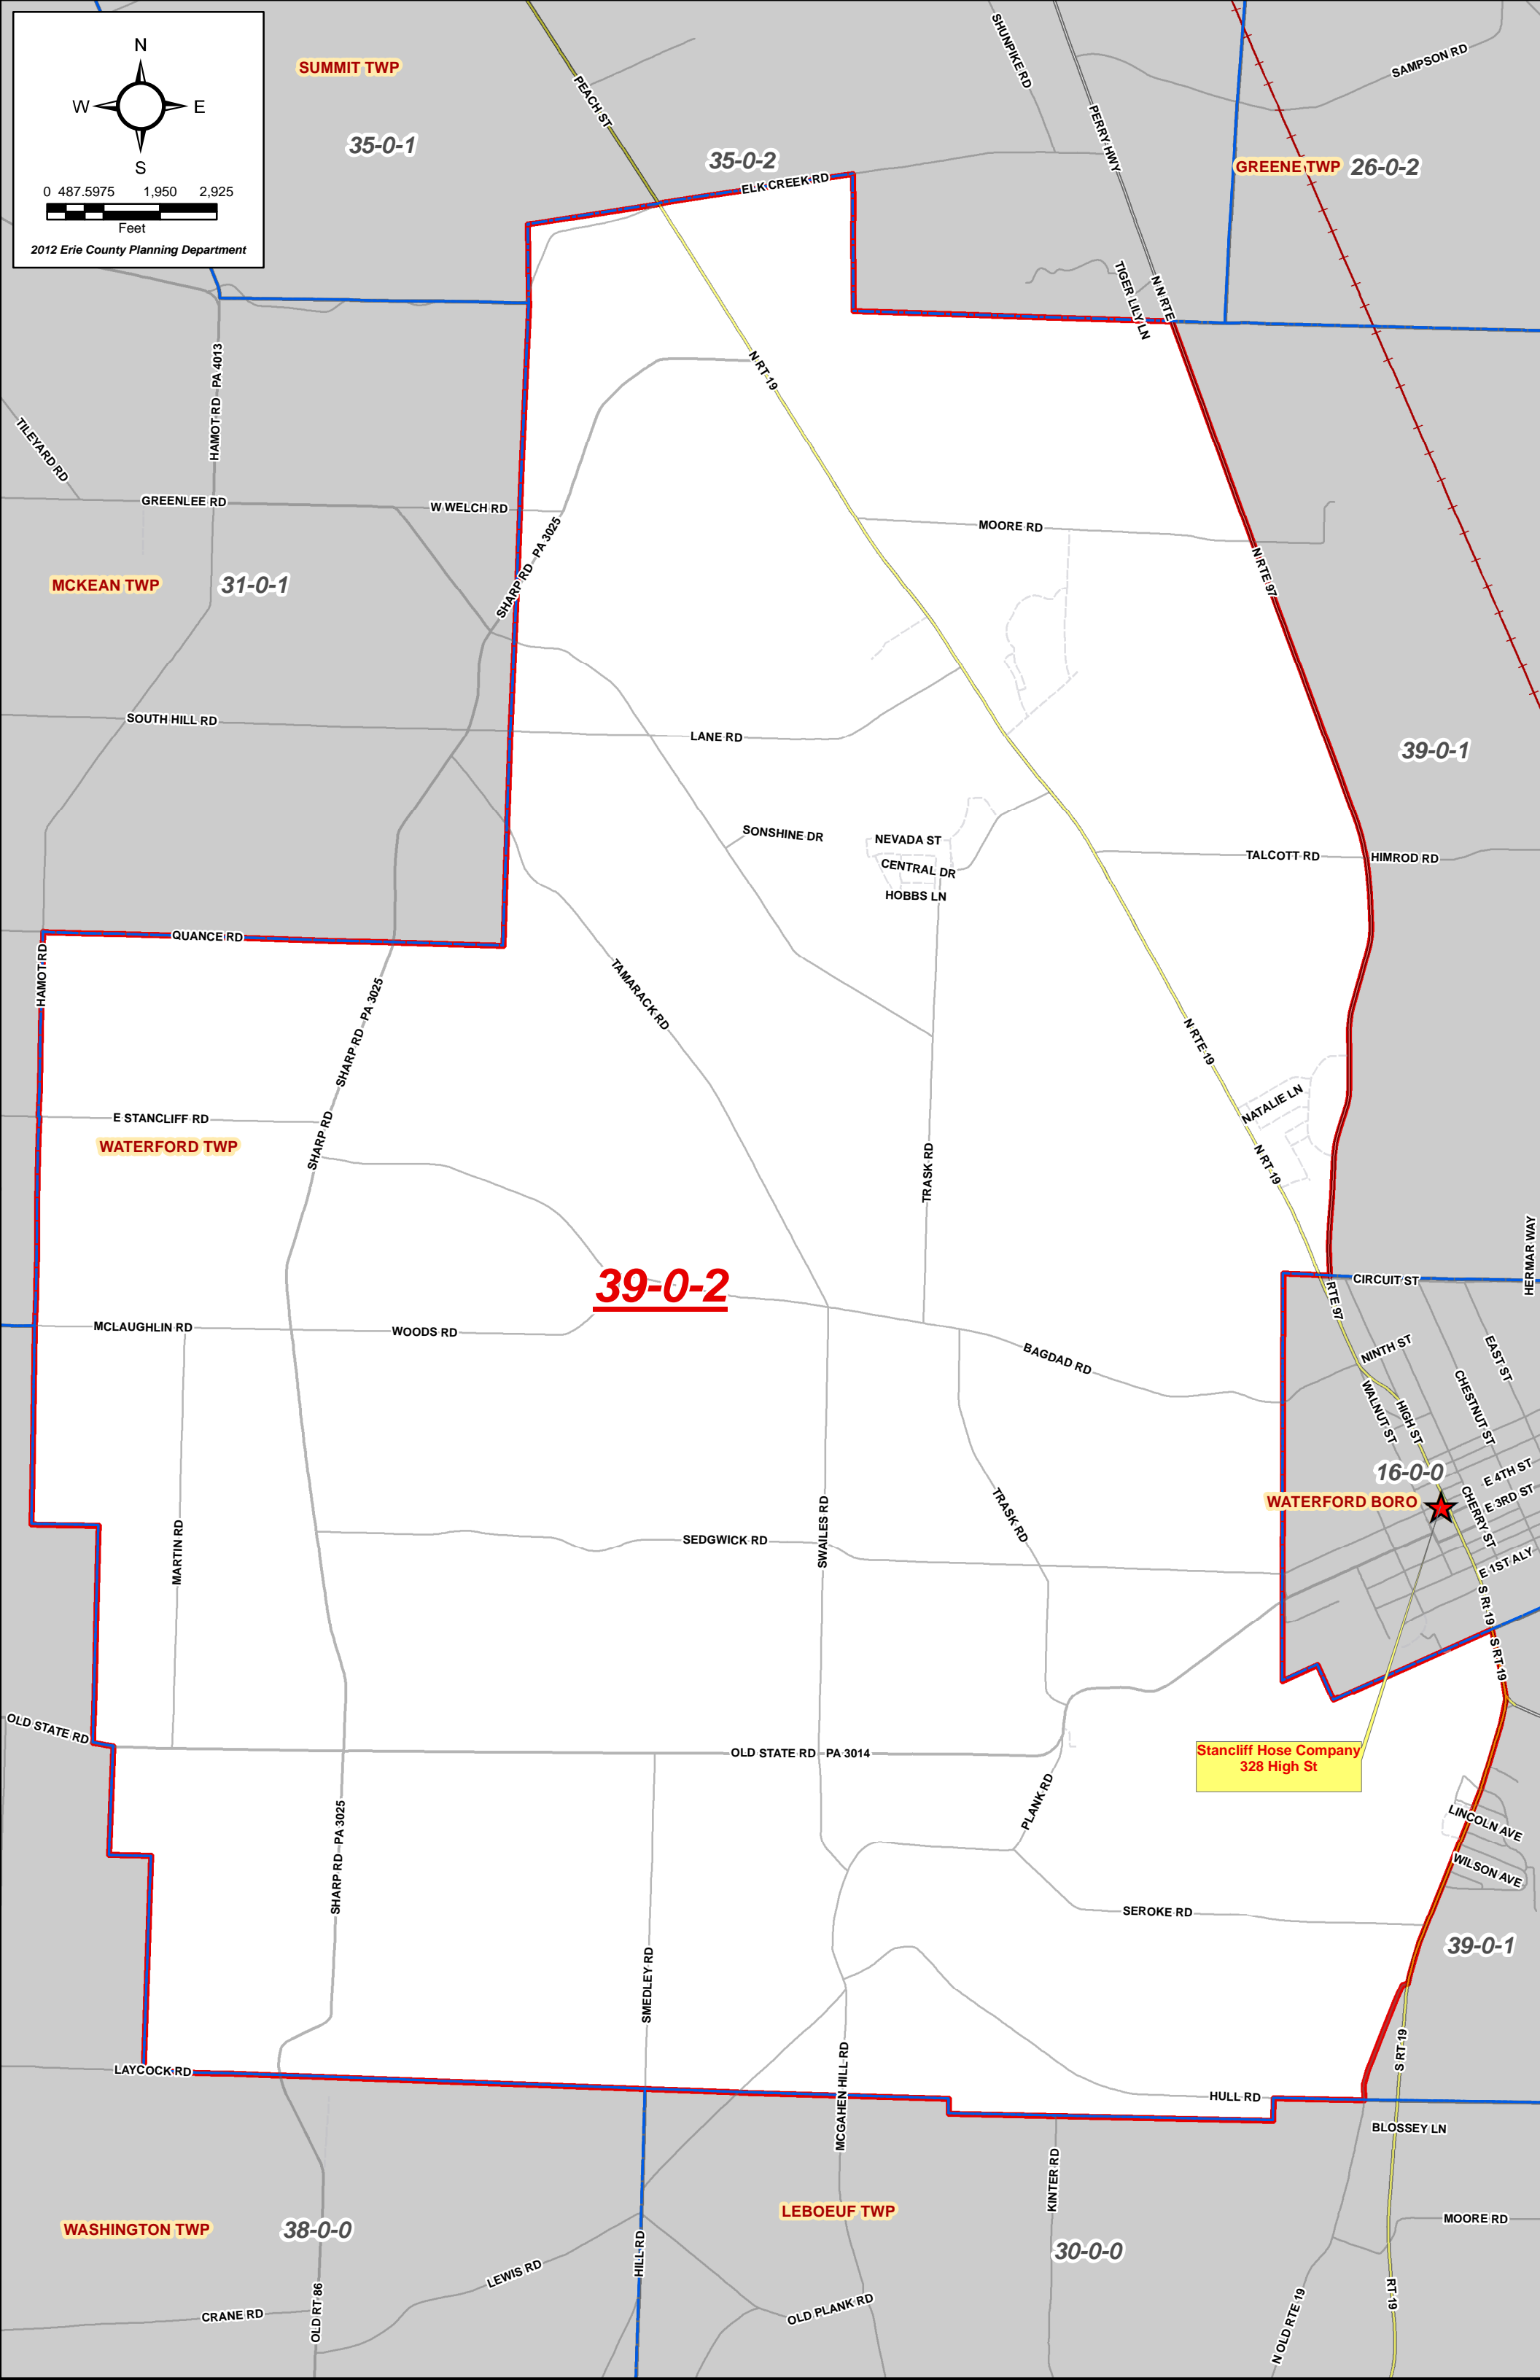 N
W E
S
0 487.5975 1,950 2,925
Feet
2012 Erie County Planning Department
SUMMIT TWP
35-0-1
PEACH ST
35-0-2
ELK CREEK RD
SHUNPIKE RD
PERRY HWY
SAMPSON RD
GREENE TWP
26-0-2
TIGER LILY LN
N N RTE
HAMOT RD PA 4013
TILEYARD RD
N RT 19
GREENLEE RD
W WELCH RD
MOORE RD
SHARP RD PA 3025
N RTE 97
MCKEAN TWP
31-0-1
SOUTH HILL RD
LANE RD
39-0-1
SONSHINE DR
NEVADA ST
CENTRAL DR
HOBBS LN
TALCOTT RD
HIMROD RD
QUANCE RD
HAMOT RD
TAMARACK RD
SHARP RD PA 3025
N RTE 19
NATALIE LN
E STANCLIFF RD
SHARP RD
WATERFORD TWP
TRASK RD
N RT 19
HERMAR WAY
39-0-2
CIRCUIT ST
RTE 97
MCLAUGHLIN RD
WOODS RD
BAGDAD RD
NINTH ST
EAST ST
WALNUT ST
HIGH ST
CHESTNUT ST
16-0-0
E 4TH ST
WATERFORD BORO
CHERRY ST
E 3RD ST
MARTIN RD
SEDGWICK RD
SWAILES RD
TRASK RD
E 1ST ALY
S Rt 19
S RT 19
OLD STATE RD
OLD STATE RD PA 3014
Stancliff Hose Company
328 High St
PLANK RD
SHARP RD PA 3025
LINCOLN AVE
WILSON AVE
SEROKE RD
39-0-1
SMEDLEY RD
MCGAHEN HILL RD
S RT 19
LAYCOCK RD
HULL RD
BLOSSEY LN
KINTER RD
LEBOEUF TWP
MOORE RD
WASHINGTON TWP
38-0-0
30-0-0
HILL RD
LEWIS RD
OLD PLANK RD
CRANE RD
OLD RT 86
N OLD RTE 19
RT 19